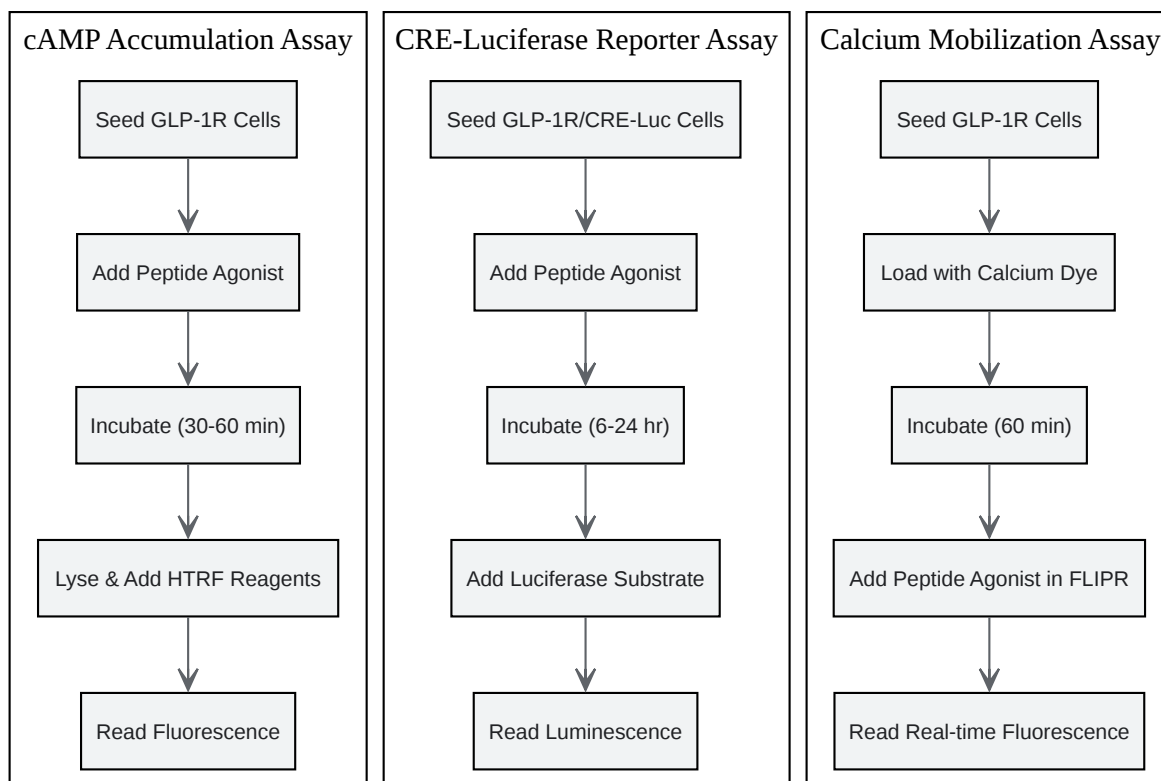 cAMP Accumulation Assay
Seed GLP-1R Cells
Add Peptide Agonist
Incubate (30-60 min)
Lyse & Add HTRF Reagents
Read Fluorescence
CRE-Luciferase Reporter Assay
Seed GLP-1R/CRE-Luc Cells
Add Peptide Agonist
Incubate (6-24 hr)
Add Luciferase Substrate
Read Luminescence
Calcium Mobilization Assay
Seed GLP-1R Cells
Load with Calcium Dye
Incubate (60 min)
Add Peptide Agonist in FLIPR
Read Real-time Fluorescence